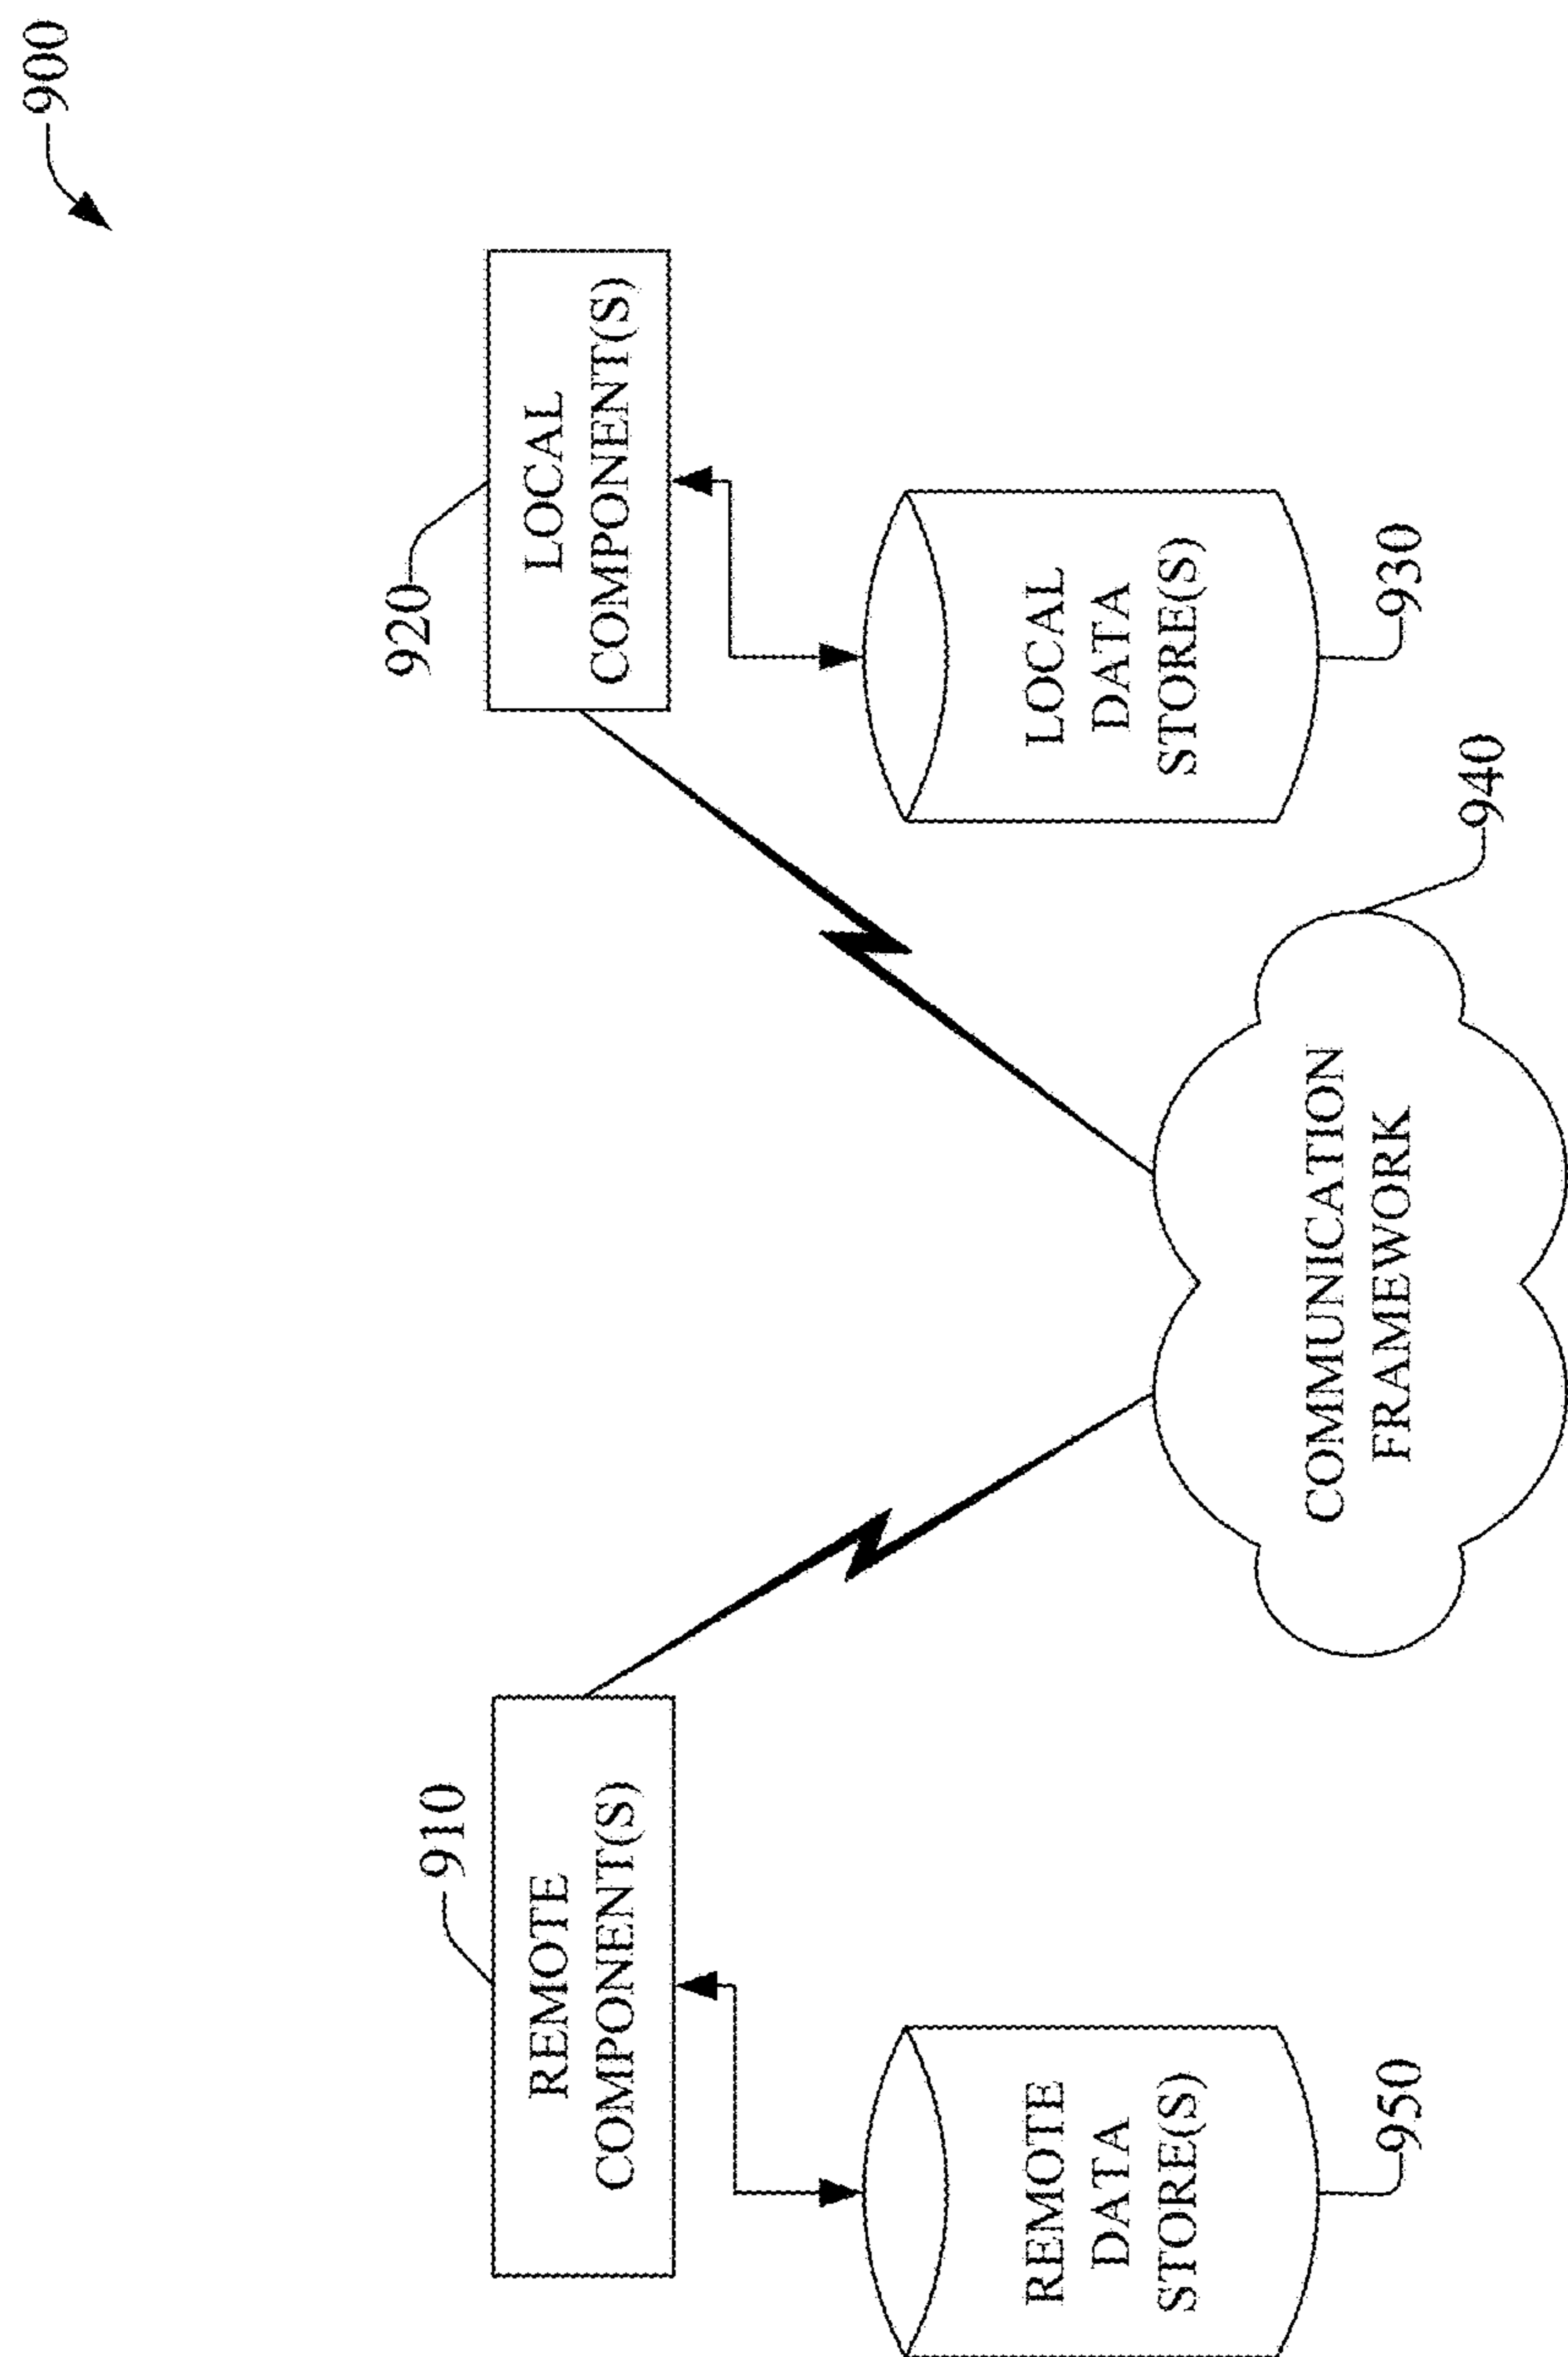 900
910
REMOTE
COMPONENT(S)
920
LOCAL
COMPONENT(S)
REMOTE
DATA
STORE(S)
950
LOCAL
DATA
STORE(S)
930
940
COMMUNICATION
FRAMEWORK